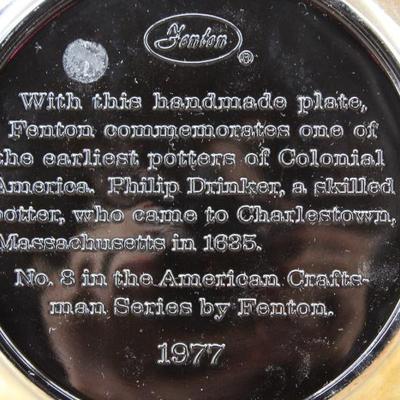 Fenton ®
With this handmade plate,
Fenton commemorates one of
the earliest potters of Colonial
America. Philip Drinker, a skilled
potter, who came to Charlestown,
Massachusetts in 1635.
No. 8 in the American Crafts-
man Series by Fenton.
1977